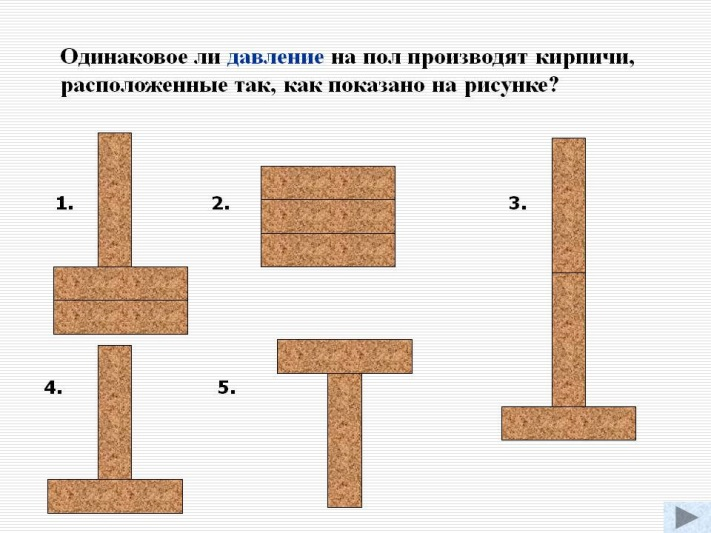 Одинаковое ли давление на пол производят кирпичи,
расположенные так, как показано на рисунке?
1.
2.
3.
4.
5.